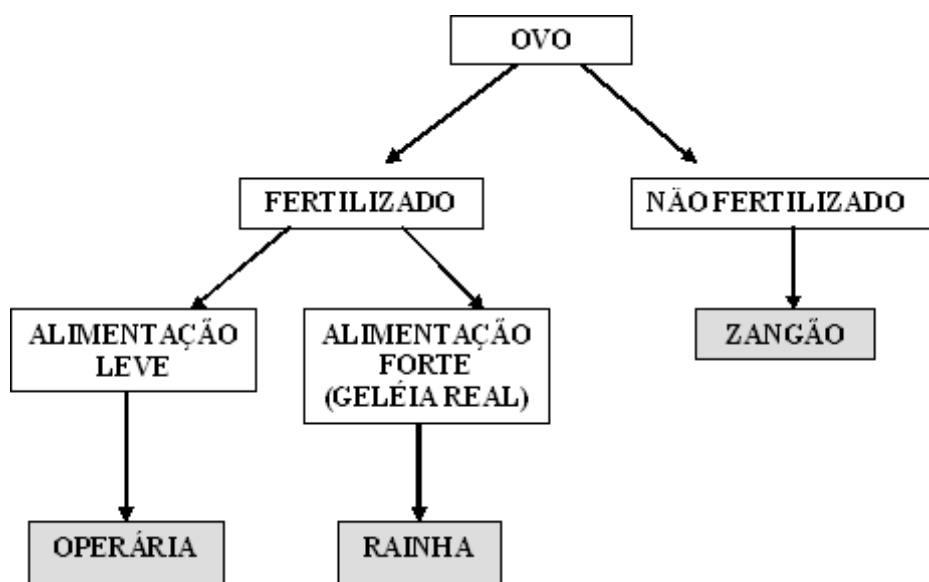 OVO
FERTILIZADO
NÃO FERTILIZADO
ALIMENTAÇÃO
LEVE
ALIMENTAÇÃO
FORTE
(GELÉIA REAL)
ZANGÃO
OPERÁRIA
RAINHA